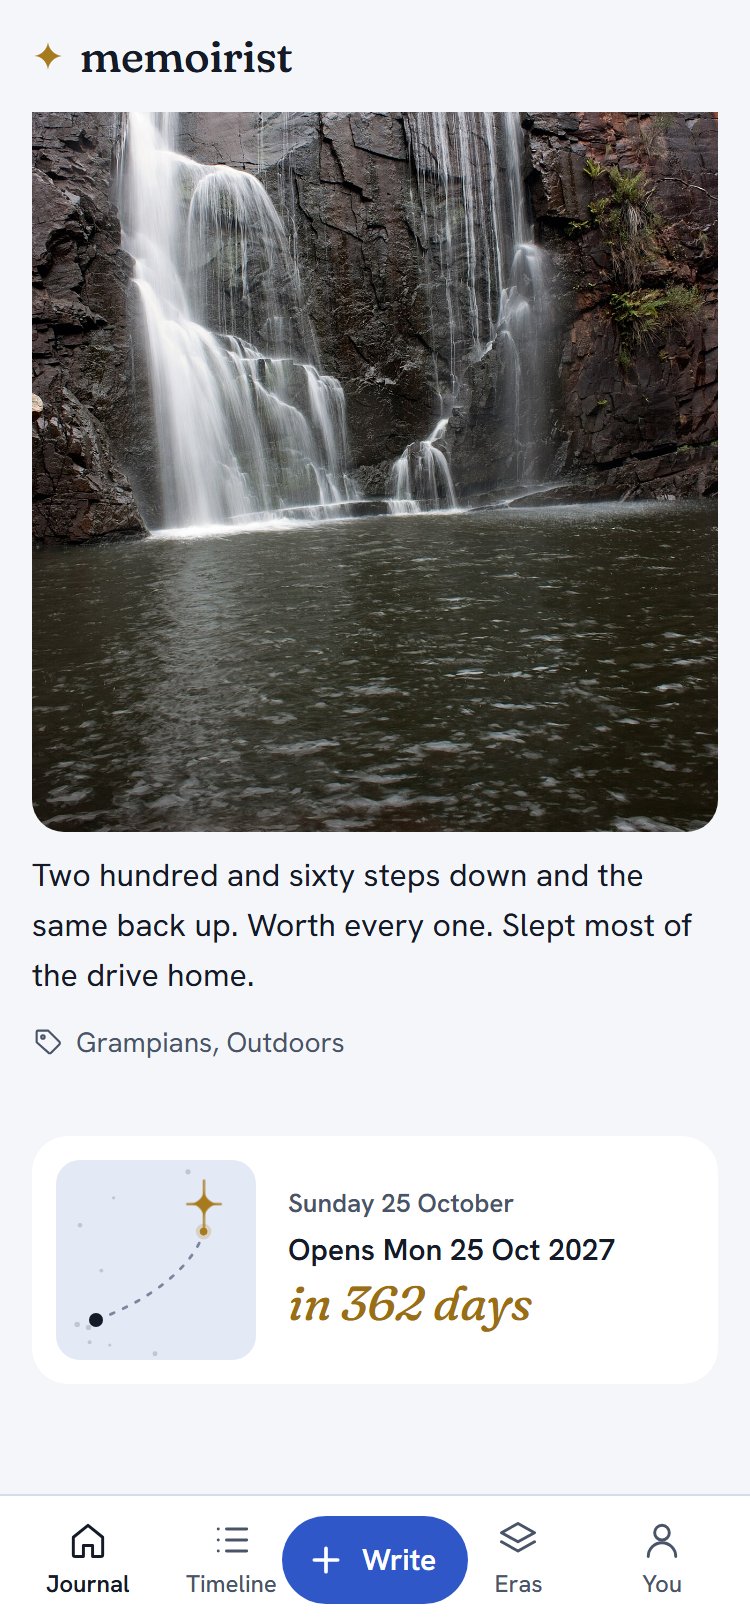 memoirist
Two hundred and sixty steps down and the
same back up. Worth every one. Slept most of
the drive home.
Grampians, Outdoors
Sunday 25 October
Opens Mon 25 Oct 2027
in 362 days
Journal
Timeline
Write
Eras
You